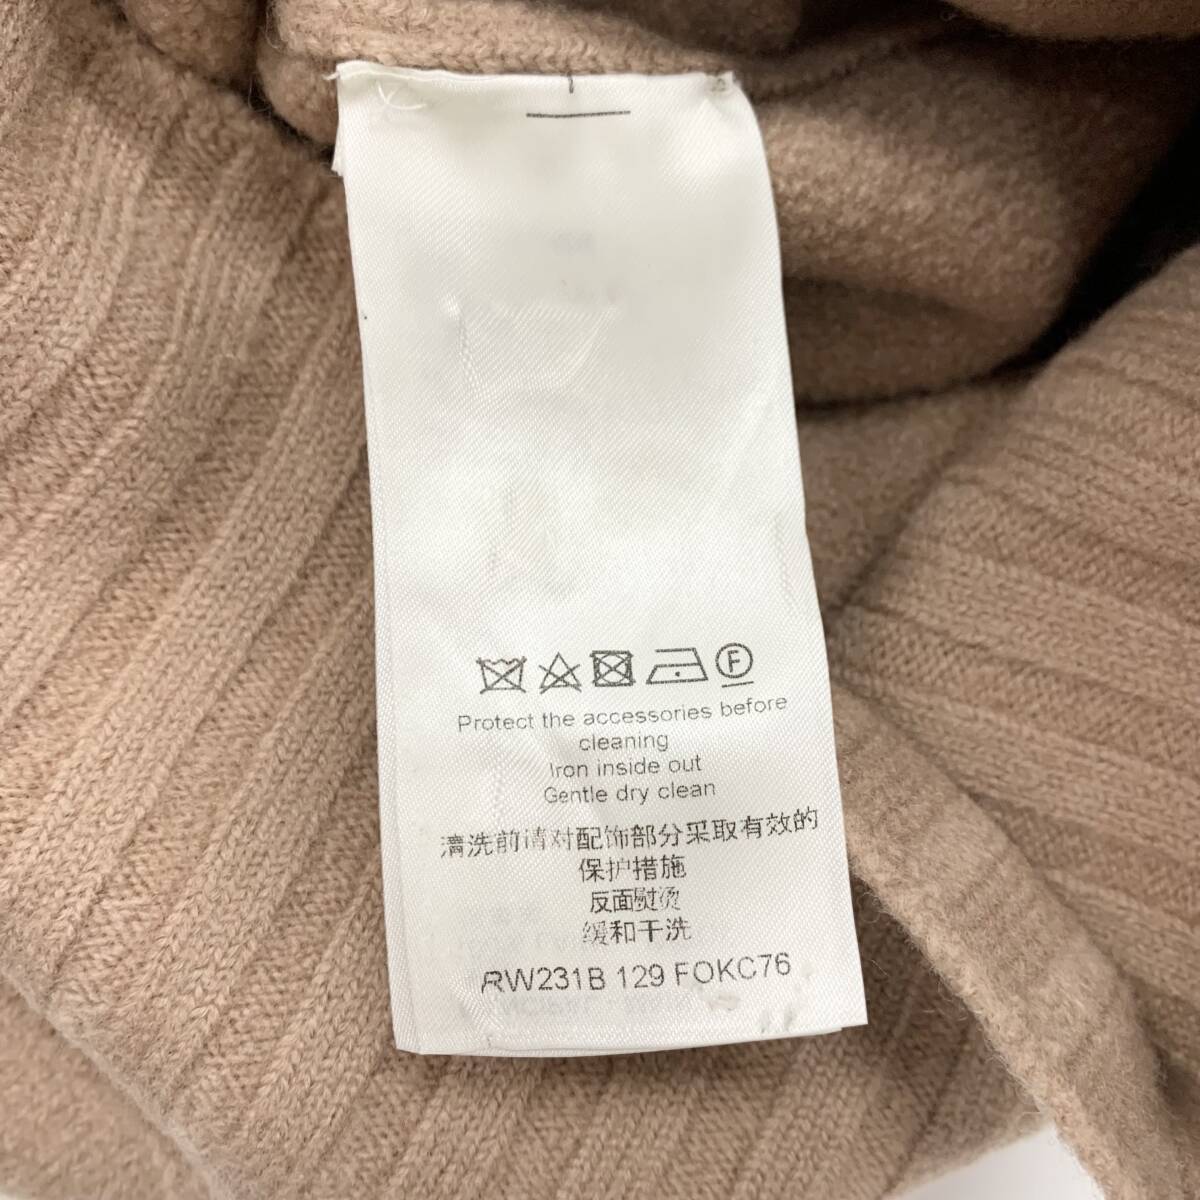 F
Protect the accessories before
cleaning
Iron inside out
Gentle dry clean
清洗前请对配饰部分采取有效的
保护措施
反面熨烫
缓和干洗
RW231B 129 FOKC76